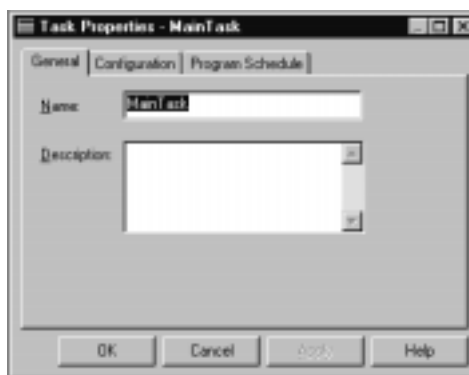 Task Properties - MainTask
General Configuration Program Schedule
Name: MainTask
Description:
OK Cancel Apply Help